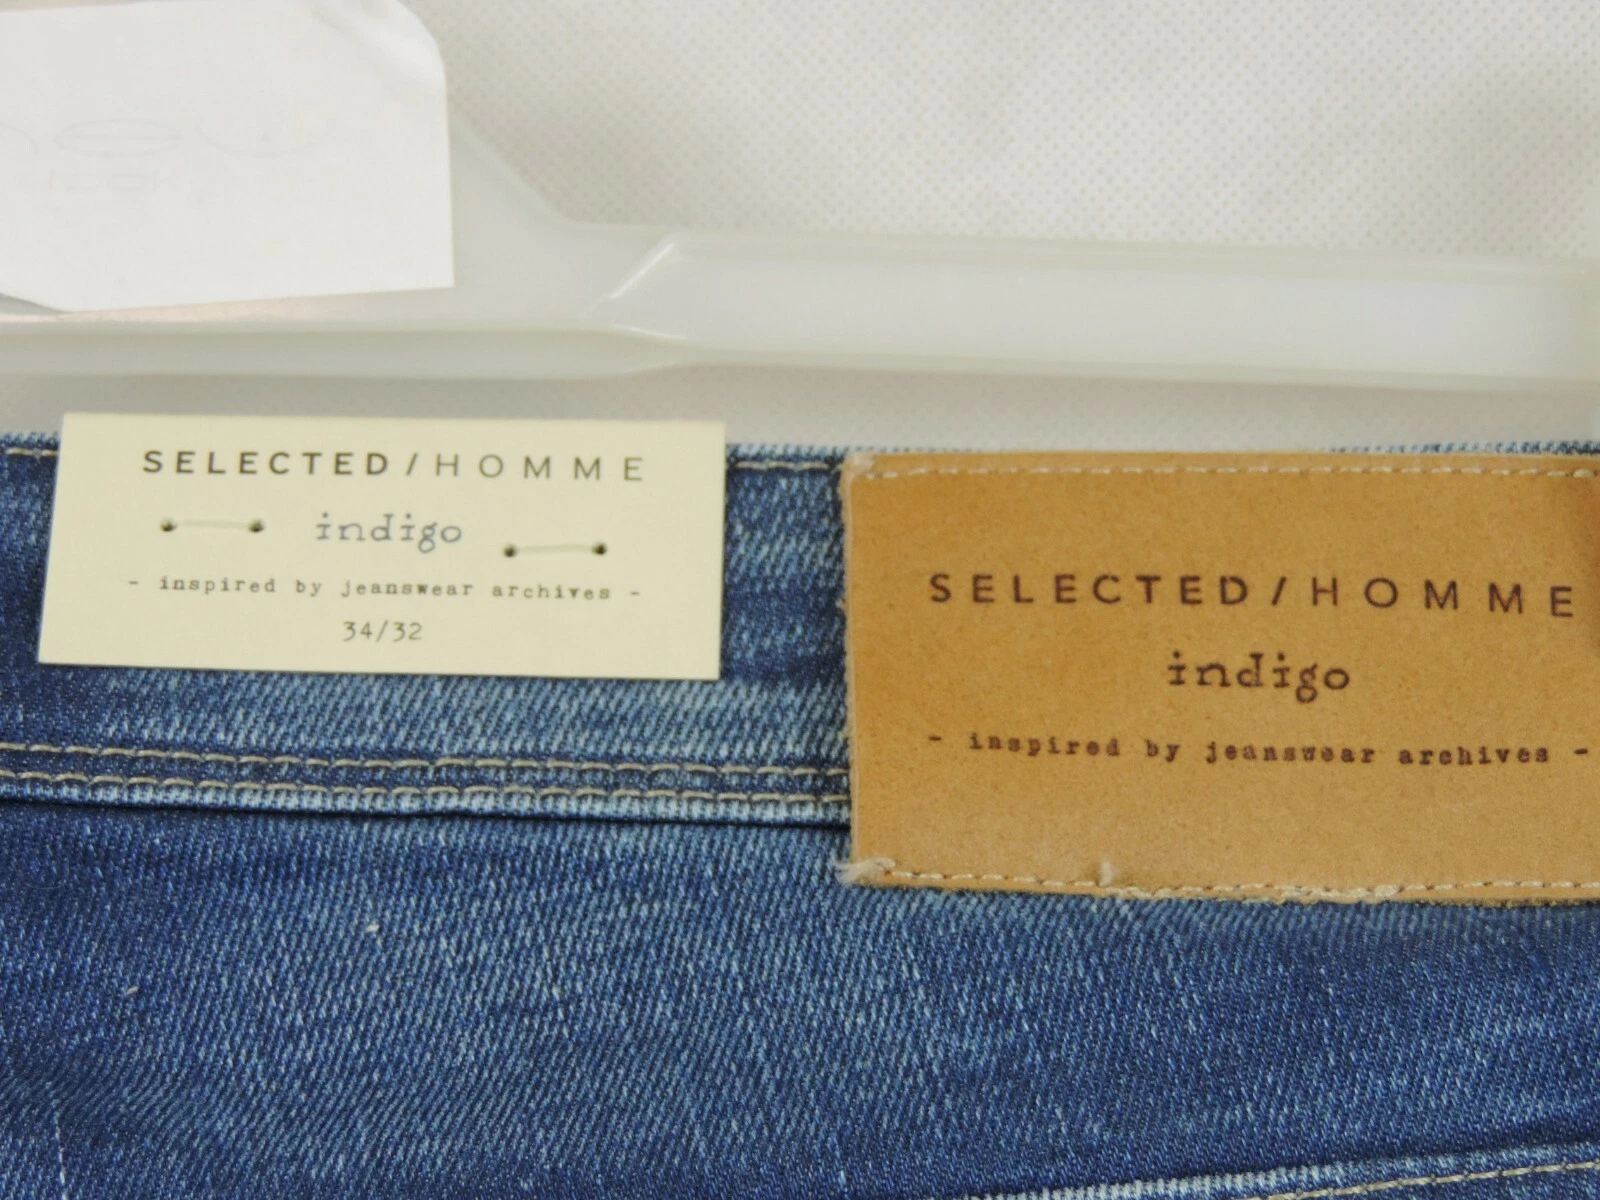 SELECTED/HOMME
indigo
- inspired by jeanswear archives -
34/32
SELECTED/HOMME
indigo
- inspired by jeanswear archives -